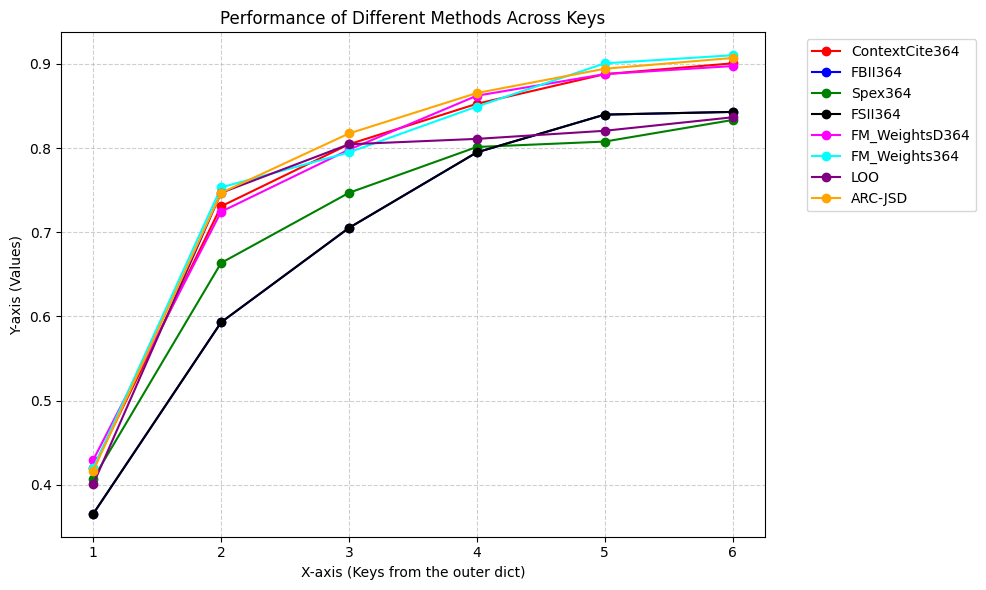 Performance of Different Methods Across Keys
Y-axis (Values)
0.9
0.8
0.7
0.6
0.5
0.4
1 2 3 4 5 6
X-axis (Keys from the outer dict)
ContextCite364
FBII364
Spex364
FSII364
FM_WeightsD364
FM_Weights364
LOO
ARC-JSD